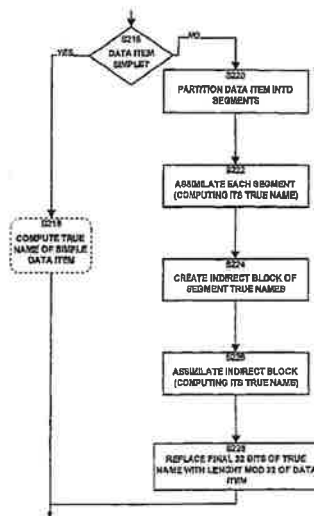 S216
DATA ITEM
SIMPLE?
YES
NO
S220
PARTITION DATA ITEM INTO
SEGMENTS
S222
ASSIMILATE EACH SEGMENT
(COMPUTING ITS TRUE NAME)
S218
COMPUTE TRUE
NAME OF SIMPLE
DATA ITEM
S224
CREATE INDIRECT BLOCK OF
SEGMENT TRUE NAMES
S226
ASSIMILATE INDIRECT BLOCK
(COMPUTING ITS TRUE NAME)
S228
REPLACE FINAL 32 BITS OF TRUE
NAME WITH LENGHT MOD 32 OF DATA
ITEM